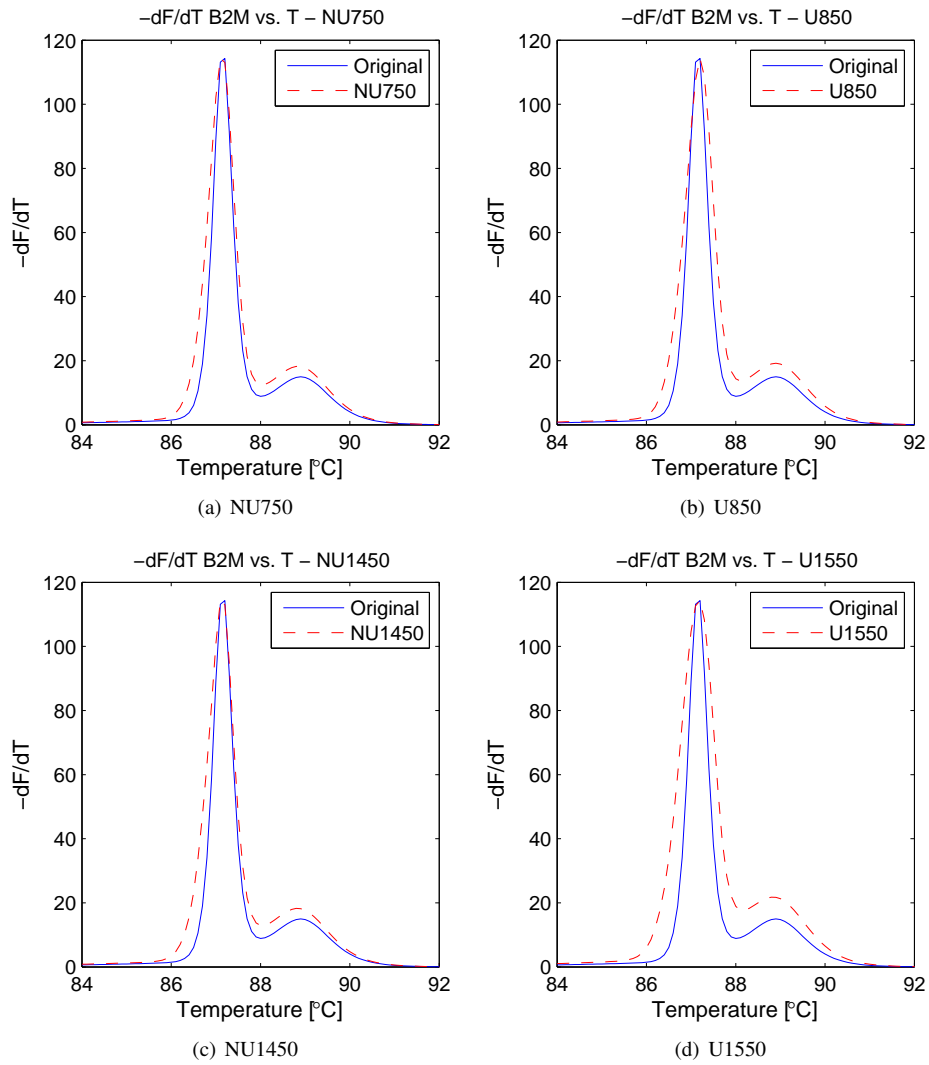 −dF/dT B2M vs. T − NU750
120
100
80
60
40
20
0
−dF/dT
Original
NU750
84 86 88 90 92
Temperature [°C]
(a) NU750
−dF/dT B2M vs. T − U850
120
100
80
60
40
20
0
−dF/dT
Original
U850
84 86 88 90 92
Temperature [°C]
(b) U850
−dF/dT B2M vs. T − NU1450
120
100
80
60
40
20
0
−dF/dT
Original
NU1450
84 86 88 90 92
Temperature [°C]
(c) NU1450
−dF/dT B2M vs. T − U1550
120
100
80
60
40
20
0
−dF/dT
Original
U1550
84 86 88 90 92
Temperature [°C]
(d) U1550